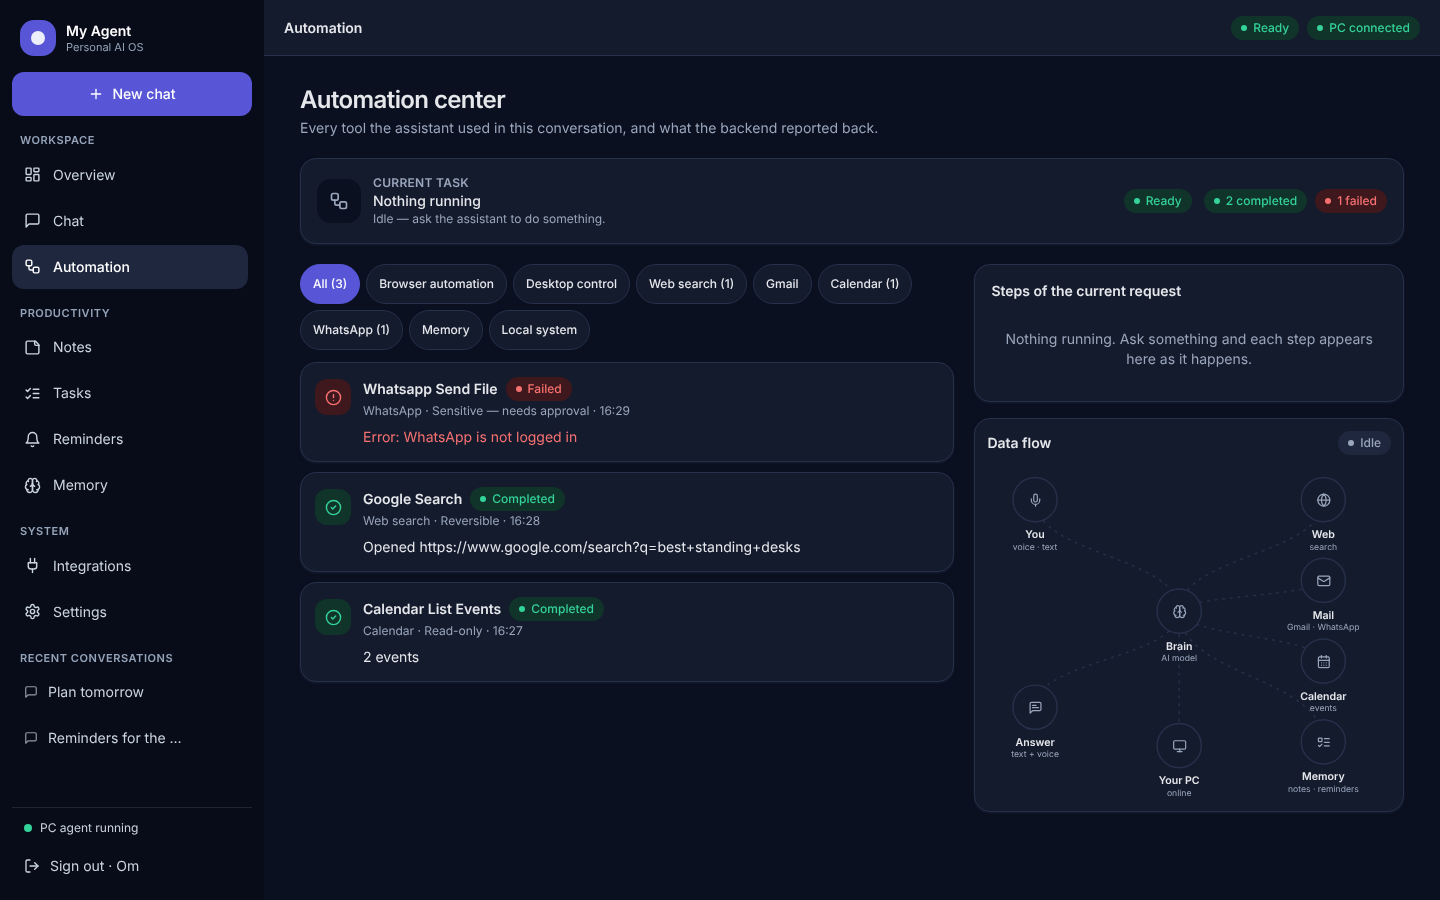 My Agent
Personal AI OS
New chat
WORKSPACE
Overview
Chat
Automation
PRODUCTIVITY
Notes
Tasks
Reminders
Memory
SYSTEM
Integrations
Settings
RECENT CONVERSATIONS
Plan tomorrow
Reminders for the ...
PC agent running
Sign out · Om
Automation
Ready
PC connected
Automation center
Every tool the assistant used in this conversation, and what the backend reported back.
CURRENT TASK
Nothing running
Idle — ask the assistant to do something.
Ready
2 completed
1 failed
All (3)
Browser automation
Desktop control
Web search (1)
Gmail
Calendar (1)
WhatsApp (1)
Memory
Local system
Whatsapp Send File
Failed
WhatsApp · Sensitive — needs approval · 16:29
Error: WhatsApp is not logged in
Google Search
Completed
Web search · Reversible · 16:28
Opened https://www.google.com/search?q=best+standing+desks
Calendar List Events
Completed
Calendar · Read-only · 16:27
2 events
Steps of the current request
Nothing running. Ask something and each step appears
here as it happens.
Data flow
Idle
You
voice · text
Web
search
Mail
Gmail · WhatsApp
Brain
AI model
Calendar
events
Answer
text + voice
Your PC
online
Memory
notes · reminders